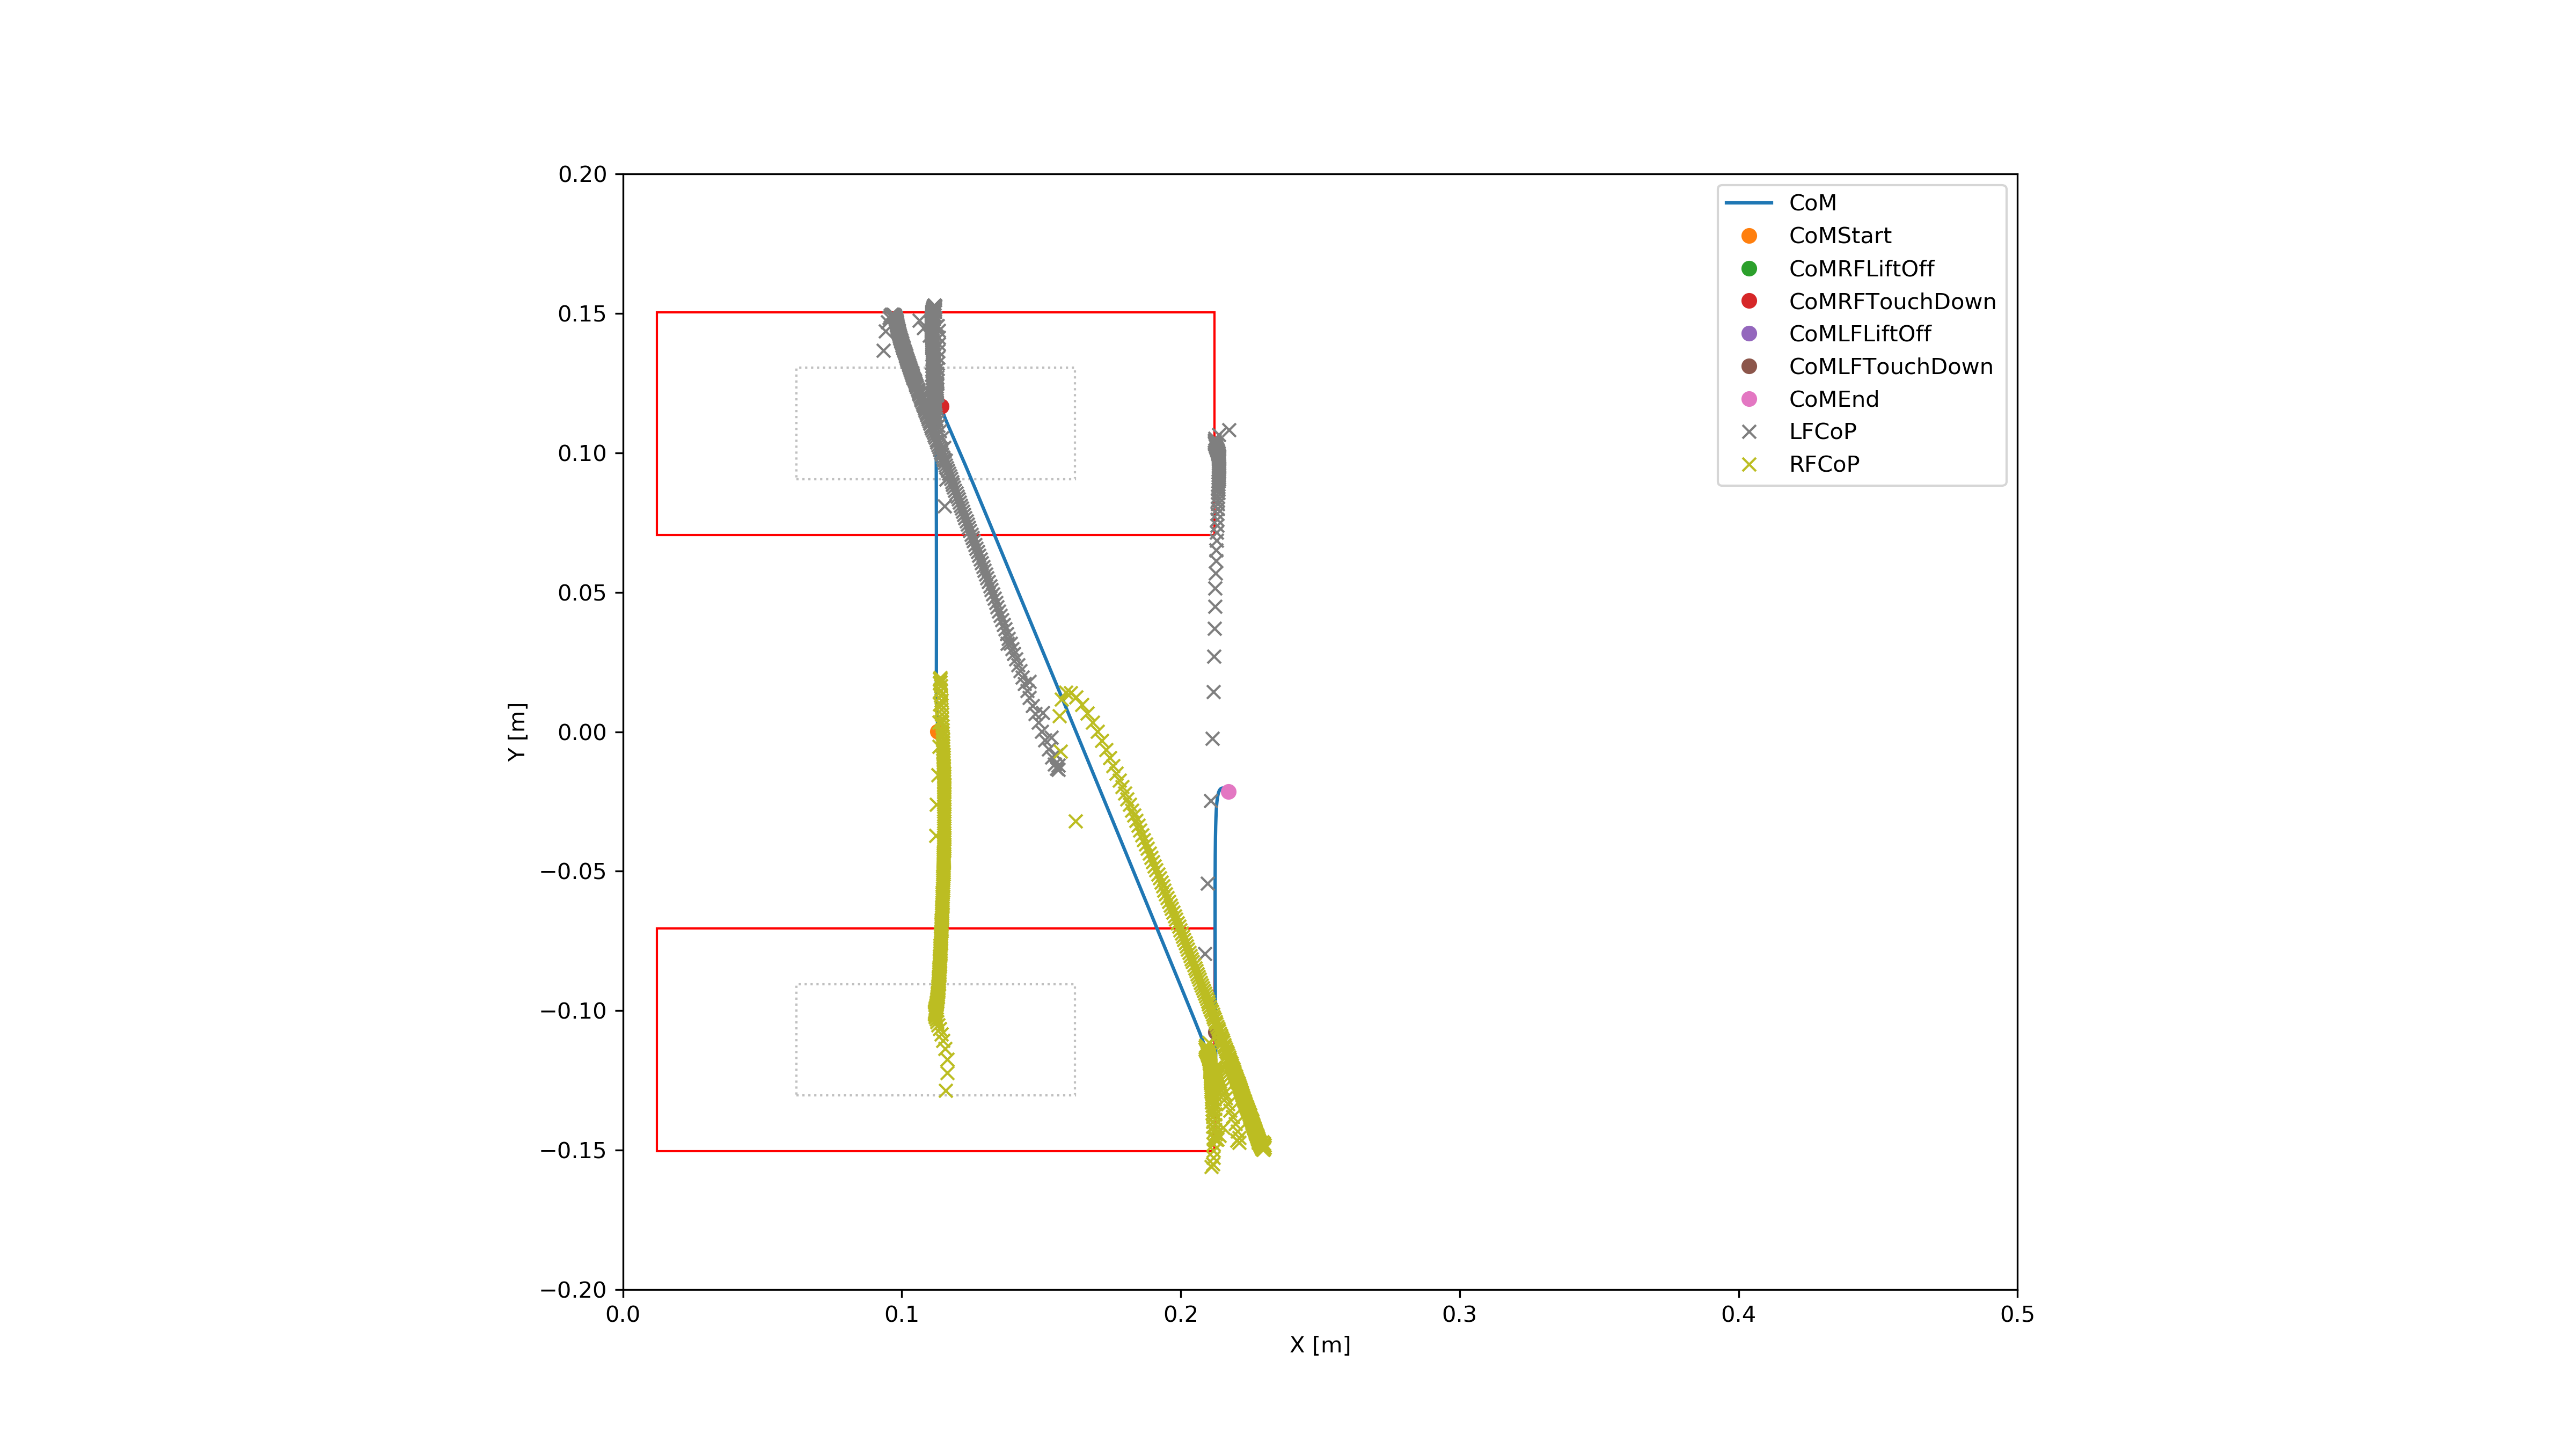 0.20
0.15
0.10
0.05
0.00
−0.05
−0.10
−0.15
−0.20
Y [m]
0.0 0.1 0.2 0.3 0.4 0.5
X [m]
CoM
CoMStart
CoMRFLiftOff
CoMRFTouchDown
CoMLFLiftOff
CoMLFTouchDown
CoMEnd
LFCoP
RFCoP